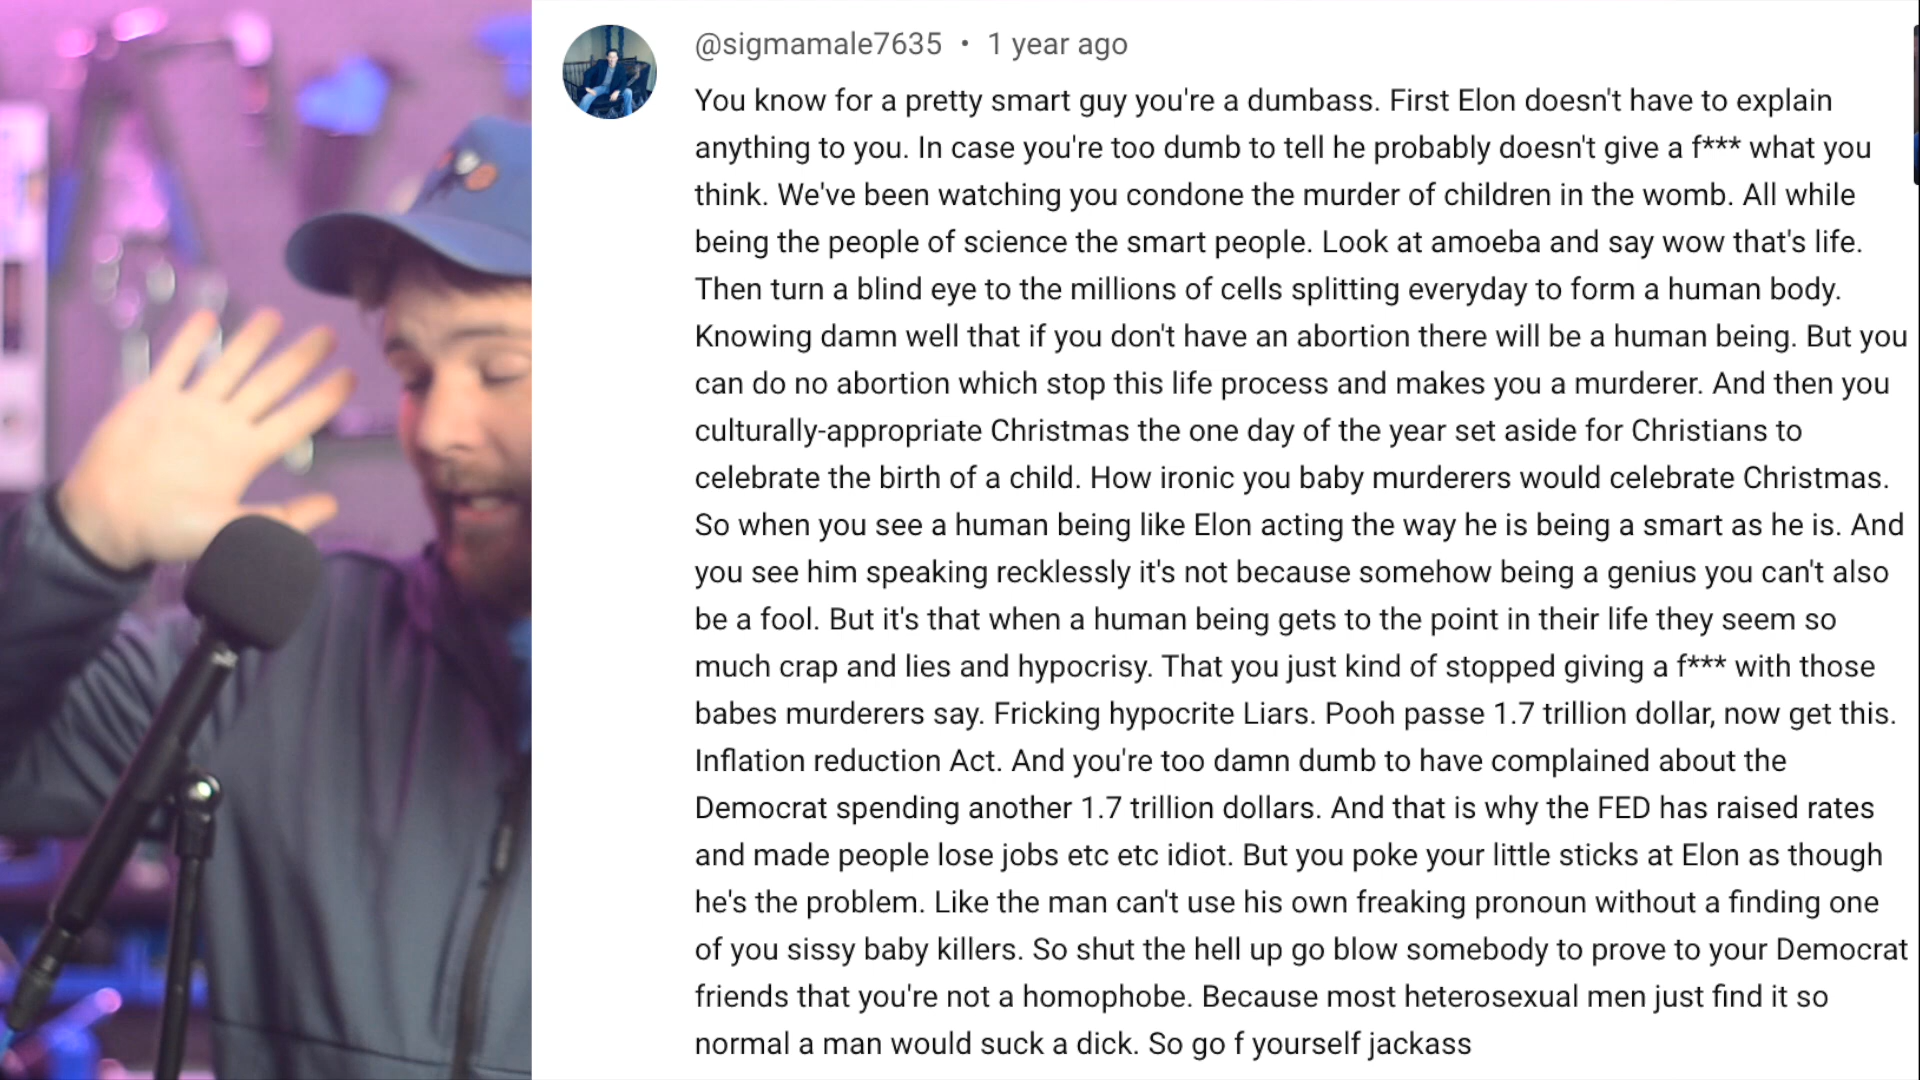 @sigmamale7635 • 1 year ago
You know for a pretty smart guy you're a dumbass. First Elon doesn't have to explain
anything to you. In case you're too dumb to tell he probably doesn't give a f*** what you
think. We've been watching you condone the murder of children in the womb. All while
being the people of science the smart people. Look at amoeba and say wow that's life.
Then turn a blind eye to the millions of cells splitting everyday to form a human body.
Knowing damn well that if you don't have an abortion there will be a human being. But you
can do no abortion which stop this life process and makes you a murderer. And then you
culturally-appropriate Christmas the one day of the year set aside for Christians to
celebrate the birth of a child. How ironic you baby murderers would celebrate Christmas.
So when you see a human being like Elon acting the way he is being a smart as he is. And
you see him speaking recklessly it's not because somehow being a genius you can't also
be a fool. But it's that when a human being gets to the point in their life they seem so
much crap and lies and hypocrisy. That you just kind of stopped giving a f*** with those
babes murderers say. Fricking hypocrite Liars. Pooh passe 1.7 trillion dollar, now get this.
Inflation reduction Act. And you're too damn dumb to have complained about the
Democrat spending another 1.7 trillion dollars. And that is why the FED has raised rates
and made people lose jobs etc etc idiot. But you poke your little sticks at Elon as though
he's the problem. Like the man can't use his own freaking pronoun without a finding one
of you sissy baby killers. So shut the hell up go blow somebody to prove to your Democrat
friends that you're not a homophobe. Because most heterosexual men just find it so
normal a man would suck a dick. So go f yourself jackass